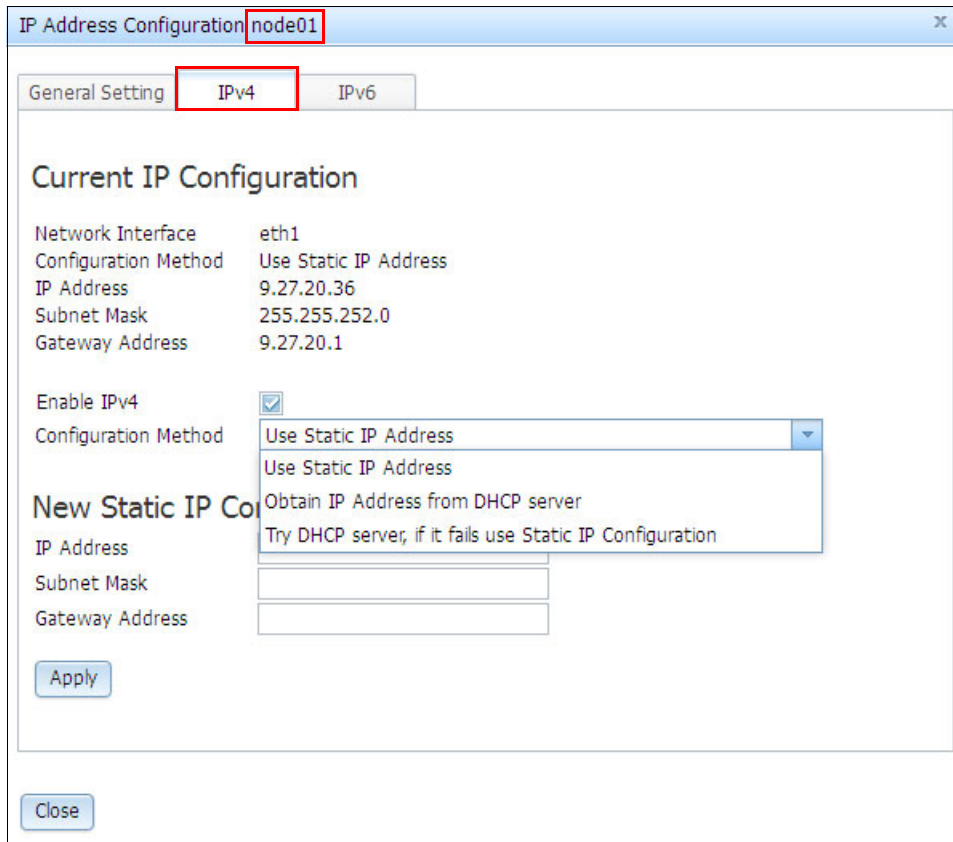 IP Address Configuration node01
x
General Setting IPv4 IPv6
Current IP Configuration
Network Interface eth1
Configuration Method Use Static IP Address
IP Address 9.27.20.36
Subnet Mask 255.255.252.0
Gateway Address 9.27.20.1
Enable IPv4
Configuration Method Use Static IP Address
Use Static IP Address
Obtain IP Address from DHCP server
Try DHCP server, if it fails use Static IP Configuration
New Static IP Co
IP Address
Subnet Mask
Gateway Address
Apply
Close